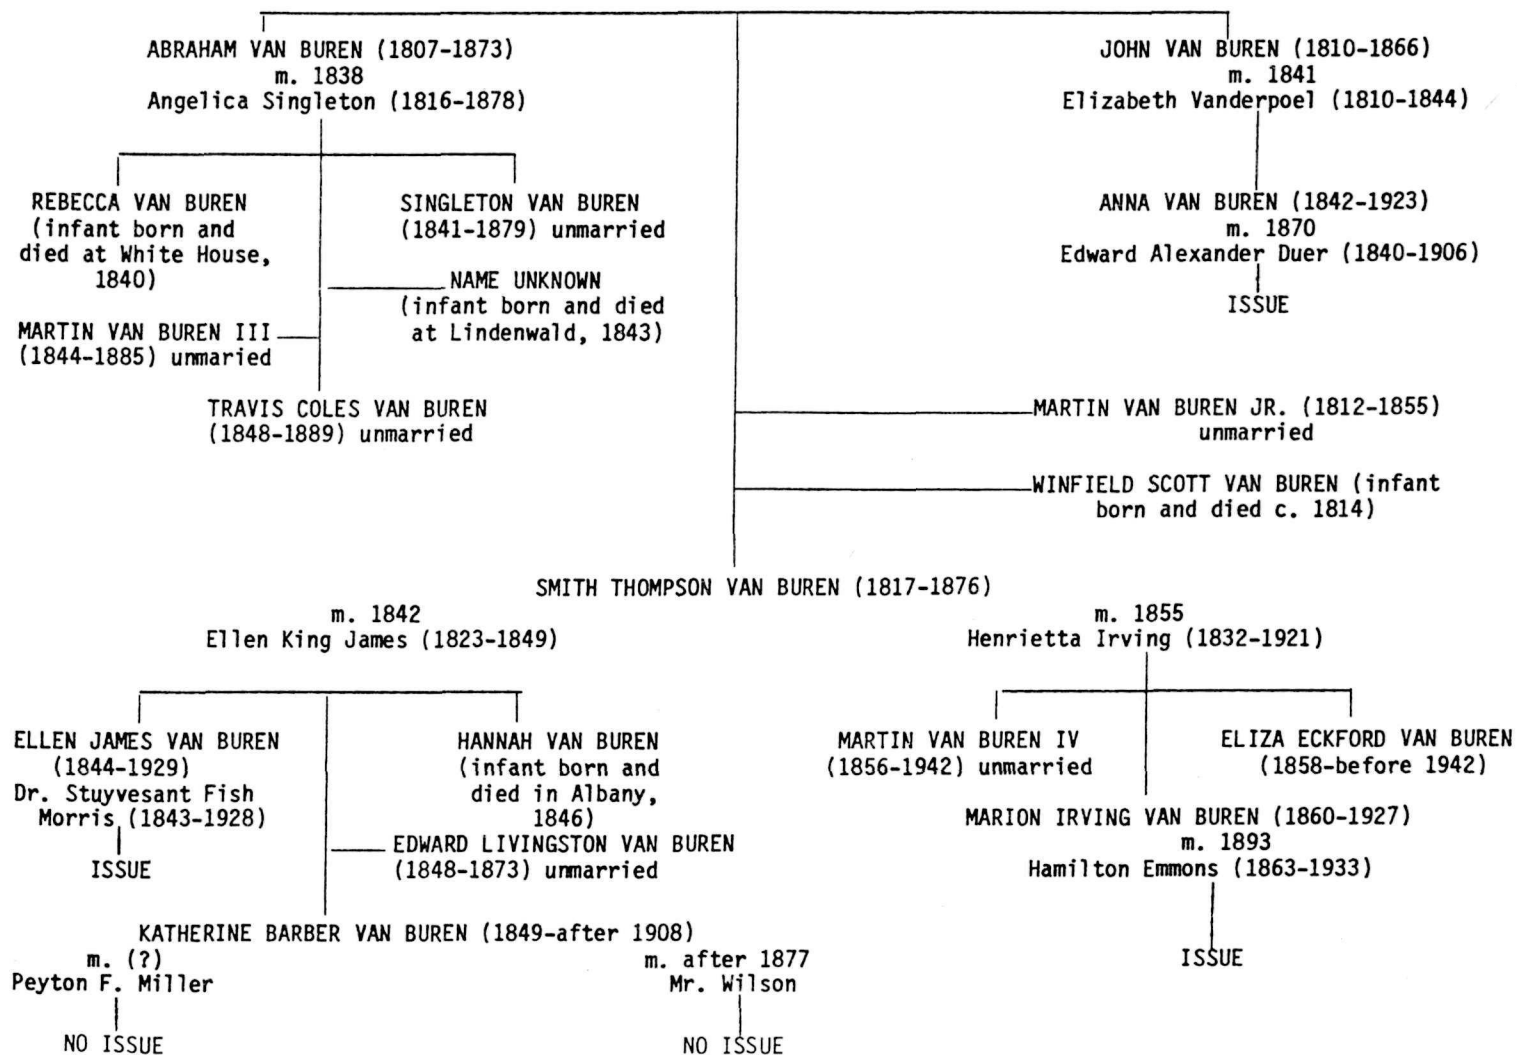 ABRAHAM VAN BUREN (1807-1873)
m. 1838
Angelica Singleton (1816-1878)
JOHN VAN BUREN (1810-1866)
m. 1841
Elizabeth Vanderpoel (1810-1844)
REBECCA VAN BUREN
(infant born and
died at White House,
1840)
SINGLETON VAN BUREN
(1841-1879) unmarried
ANNA VAN BUREN (1842-1923)
m. 1870
Edward Alexander Duer (1840-1906)
ISSUE
NAME UNKNOWN
(infant born and died
at Lindenwald, 1843)
MARTIN VAN BUREN III
(1844-1885) unmaried
TRAVIS COLES VAN BUREN
(1848-1889) unmarried
MARTIN VAN BUREN JR. (1812-1855)
unmarried
WINFIELD SCOTT VAN BUREN (infant
born and died c. 1814)
SMITH THOMPSON VAN BUREN (1817-1876)
m. 1842
Ellen King James (1823-1849)
m. 1855
Henrietta Irving (1832-1921)
ELLEN JAMES VAN BUREN
(1844-1929)
Dr. Stuyvesant Fish
Morris (1843-1928)
ISSUE
HANNAH VAN BUREN
(infant born and
died in Albany,
1846)
EDWARD LIVINGSTON VAN BUREN
(1848-1873) unmarried
MARTIN VAN BUREN IV
(1856-1942) unmarried
ELIZA ECKFORD VAN BUREN
(1858-before 1942)
MARION IRVING VAN BUREN (1860-1927)
m. 1893
Hamilton Emmons (1863-1933)
ISSUE
KATHERINE BARBER VAN BUREN (1849-after 1908)
m. (?)
Peyton F. Miller
NO ISSUE
m. after 1877
Mr. Wilson
NO ISSUE